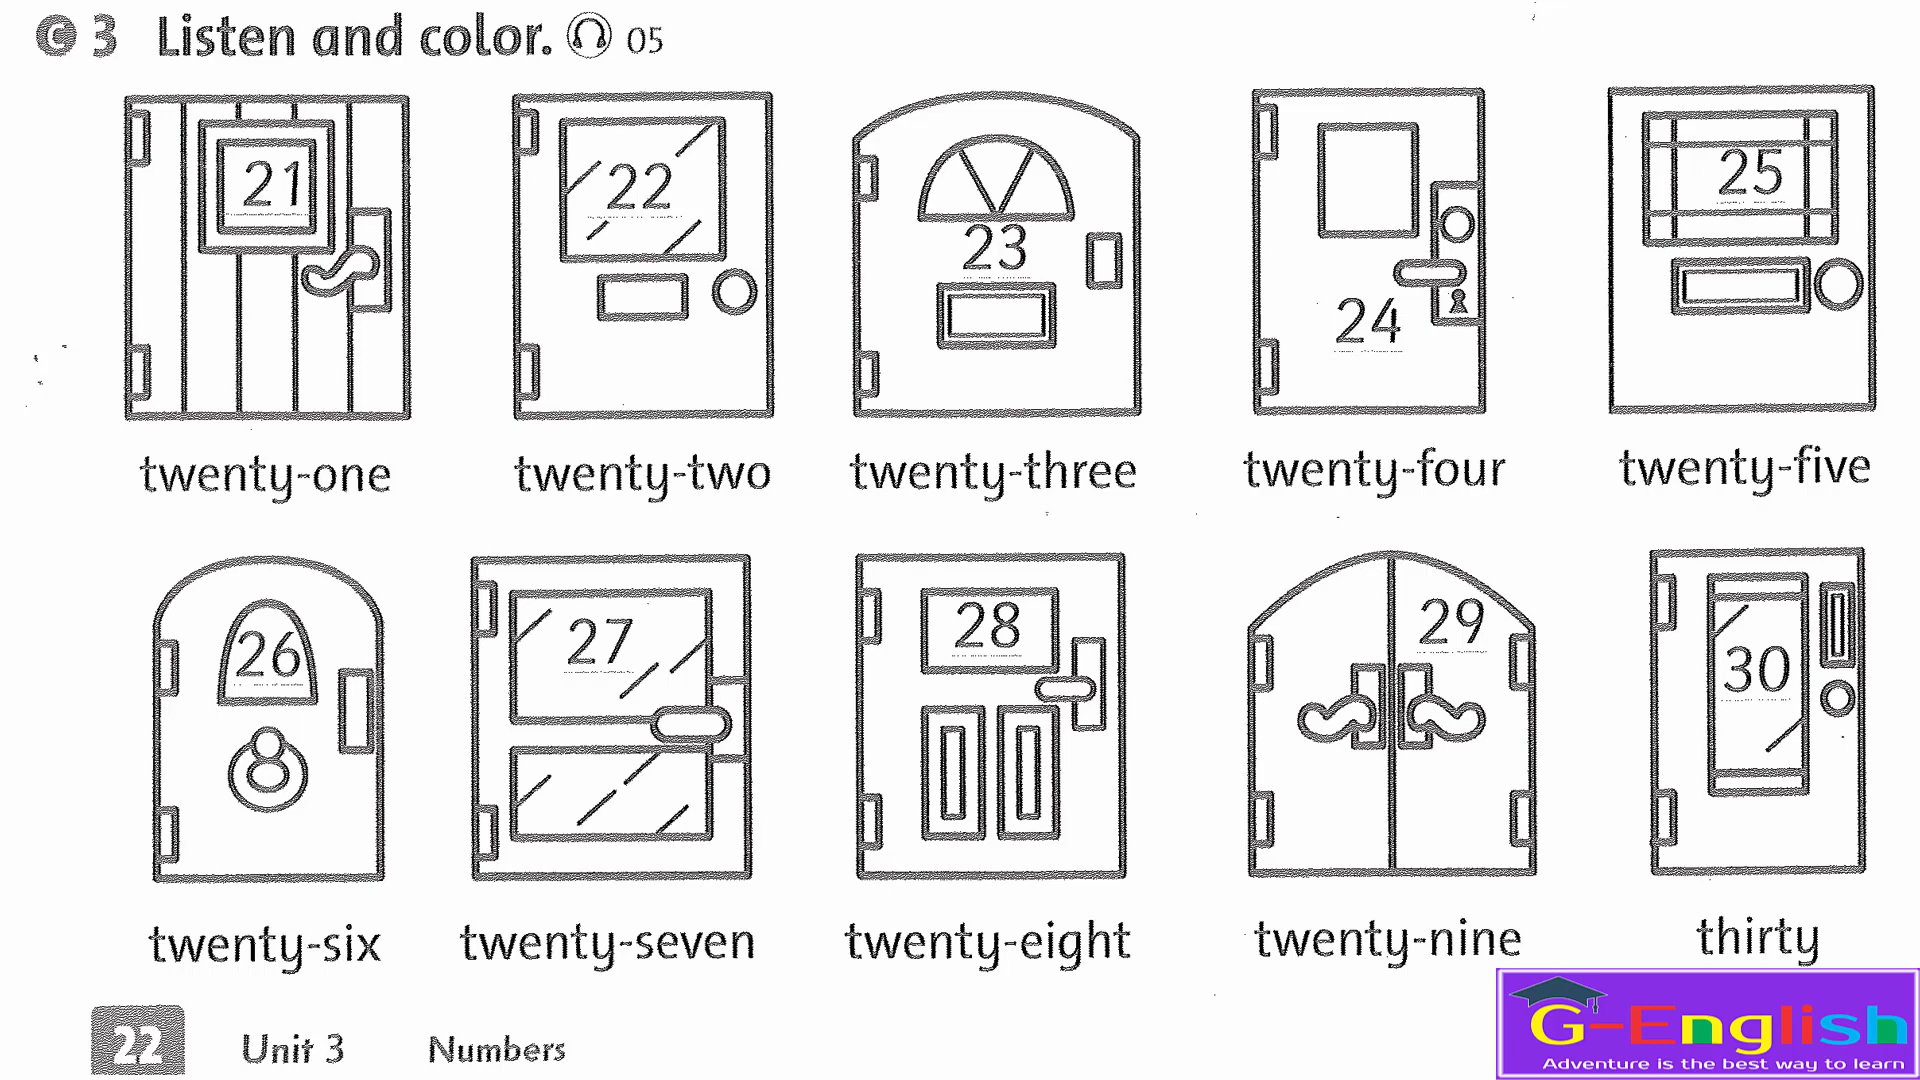 C 3 Listen and color. 05
21 22 23 24 25
twenty-one twenty-two twenty-three twenty-four twenty-five
26 27 28 29 30
twenty-six twenty-seven twenty-eight twenty-nine thirty
22 Unit 3 Numbers
G-English
Adventure is the best way to learn